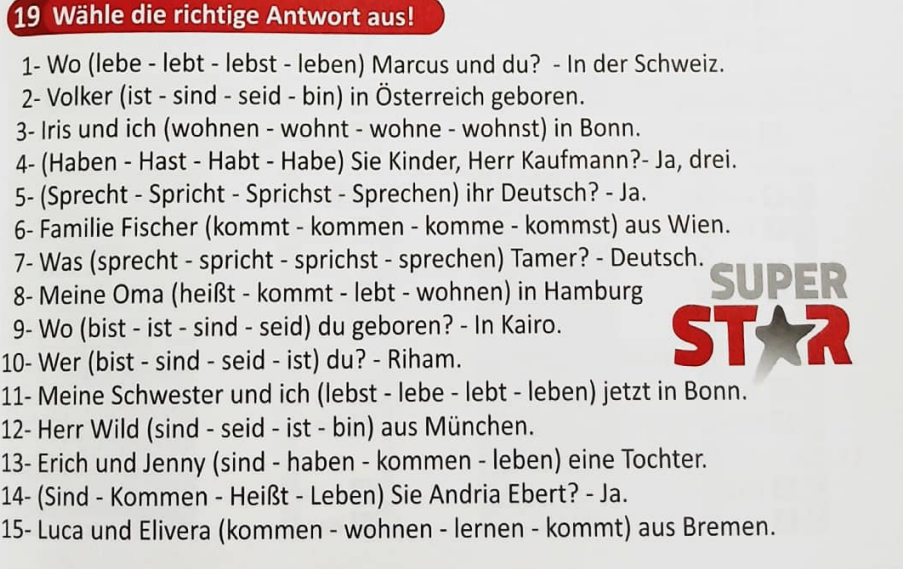 19 Wähle die richtige Antwort aus!
1- Wo (lebe - lebt - lebst - leben) Marcus und du? - In der Schweiz.
2- Volker (ist - sind - seid - bin) in Österreich geboren.
3- Iris und ich (wohnen - wohnt - wohne - wohnst) in Bonn.
4- (Haben - Hast - Habt - Habe) Sie Kinder, Herr Kaufmann?- Ja, drei.
5- (Sprecht - Spricht - Sprichst - Sprechen) ihr Deutsch? - Ja.
6- Familie Fischer (kommt - kommen - komme - kommst) aus Wien.
7- Was (sprecht - spricht - sprichst - sprechen) Tamer? - Deutsch.
8- Meine Oma (heißt - kommt - lebt - wohnen) in Hamburg
9- Wo (bist - ist - sind - seid) du geboren? - In Kairo.
10- Wer (bist - sind - seid - ist) du? - Riham.
11- Meine Schwester und ich (lebst - lebe - lebt - leben) jetzt in Bonn.
12- Herr Wild (sind - seid - ist - bin) aus München.
13- Erich und Jenny (sind - haben - kommen - leben) eine Tochter.
14- (Sind - Kommen - Heißt - Leben) Sie Andria Ebert? - Ja.
15- Luca und Elivera (kommen - wohnen - lernen - kommt) aus Bremen.
SUPER
STAR